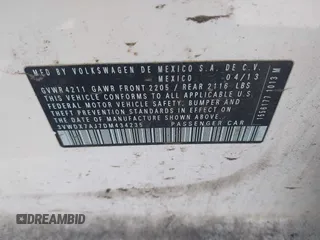 MFD BY VOLKSWAGEN DE MEXICO S.A. DE C.V.
MEXICO 04/13
GVWR 4211 GAWR FRONT 2205 / REAR 2116 LBS
THIS VEHICLE CONFORMS TO ALL APPLICABLE
FEDERAL MOTOR VEHICLE SAFETY, BUMPER AND
THEFT PREVENTION STANDARDS IN EFFECT ON
THE DATE OF MANUFACTURE SHOWN ABOVE.
PASSENGER CAR
DREAMBID